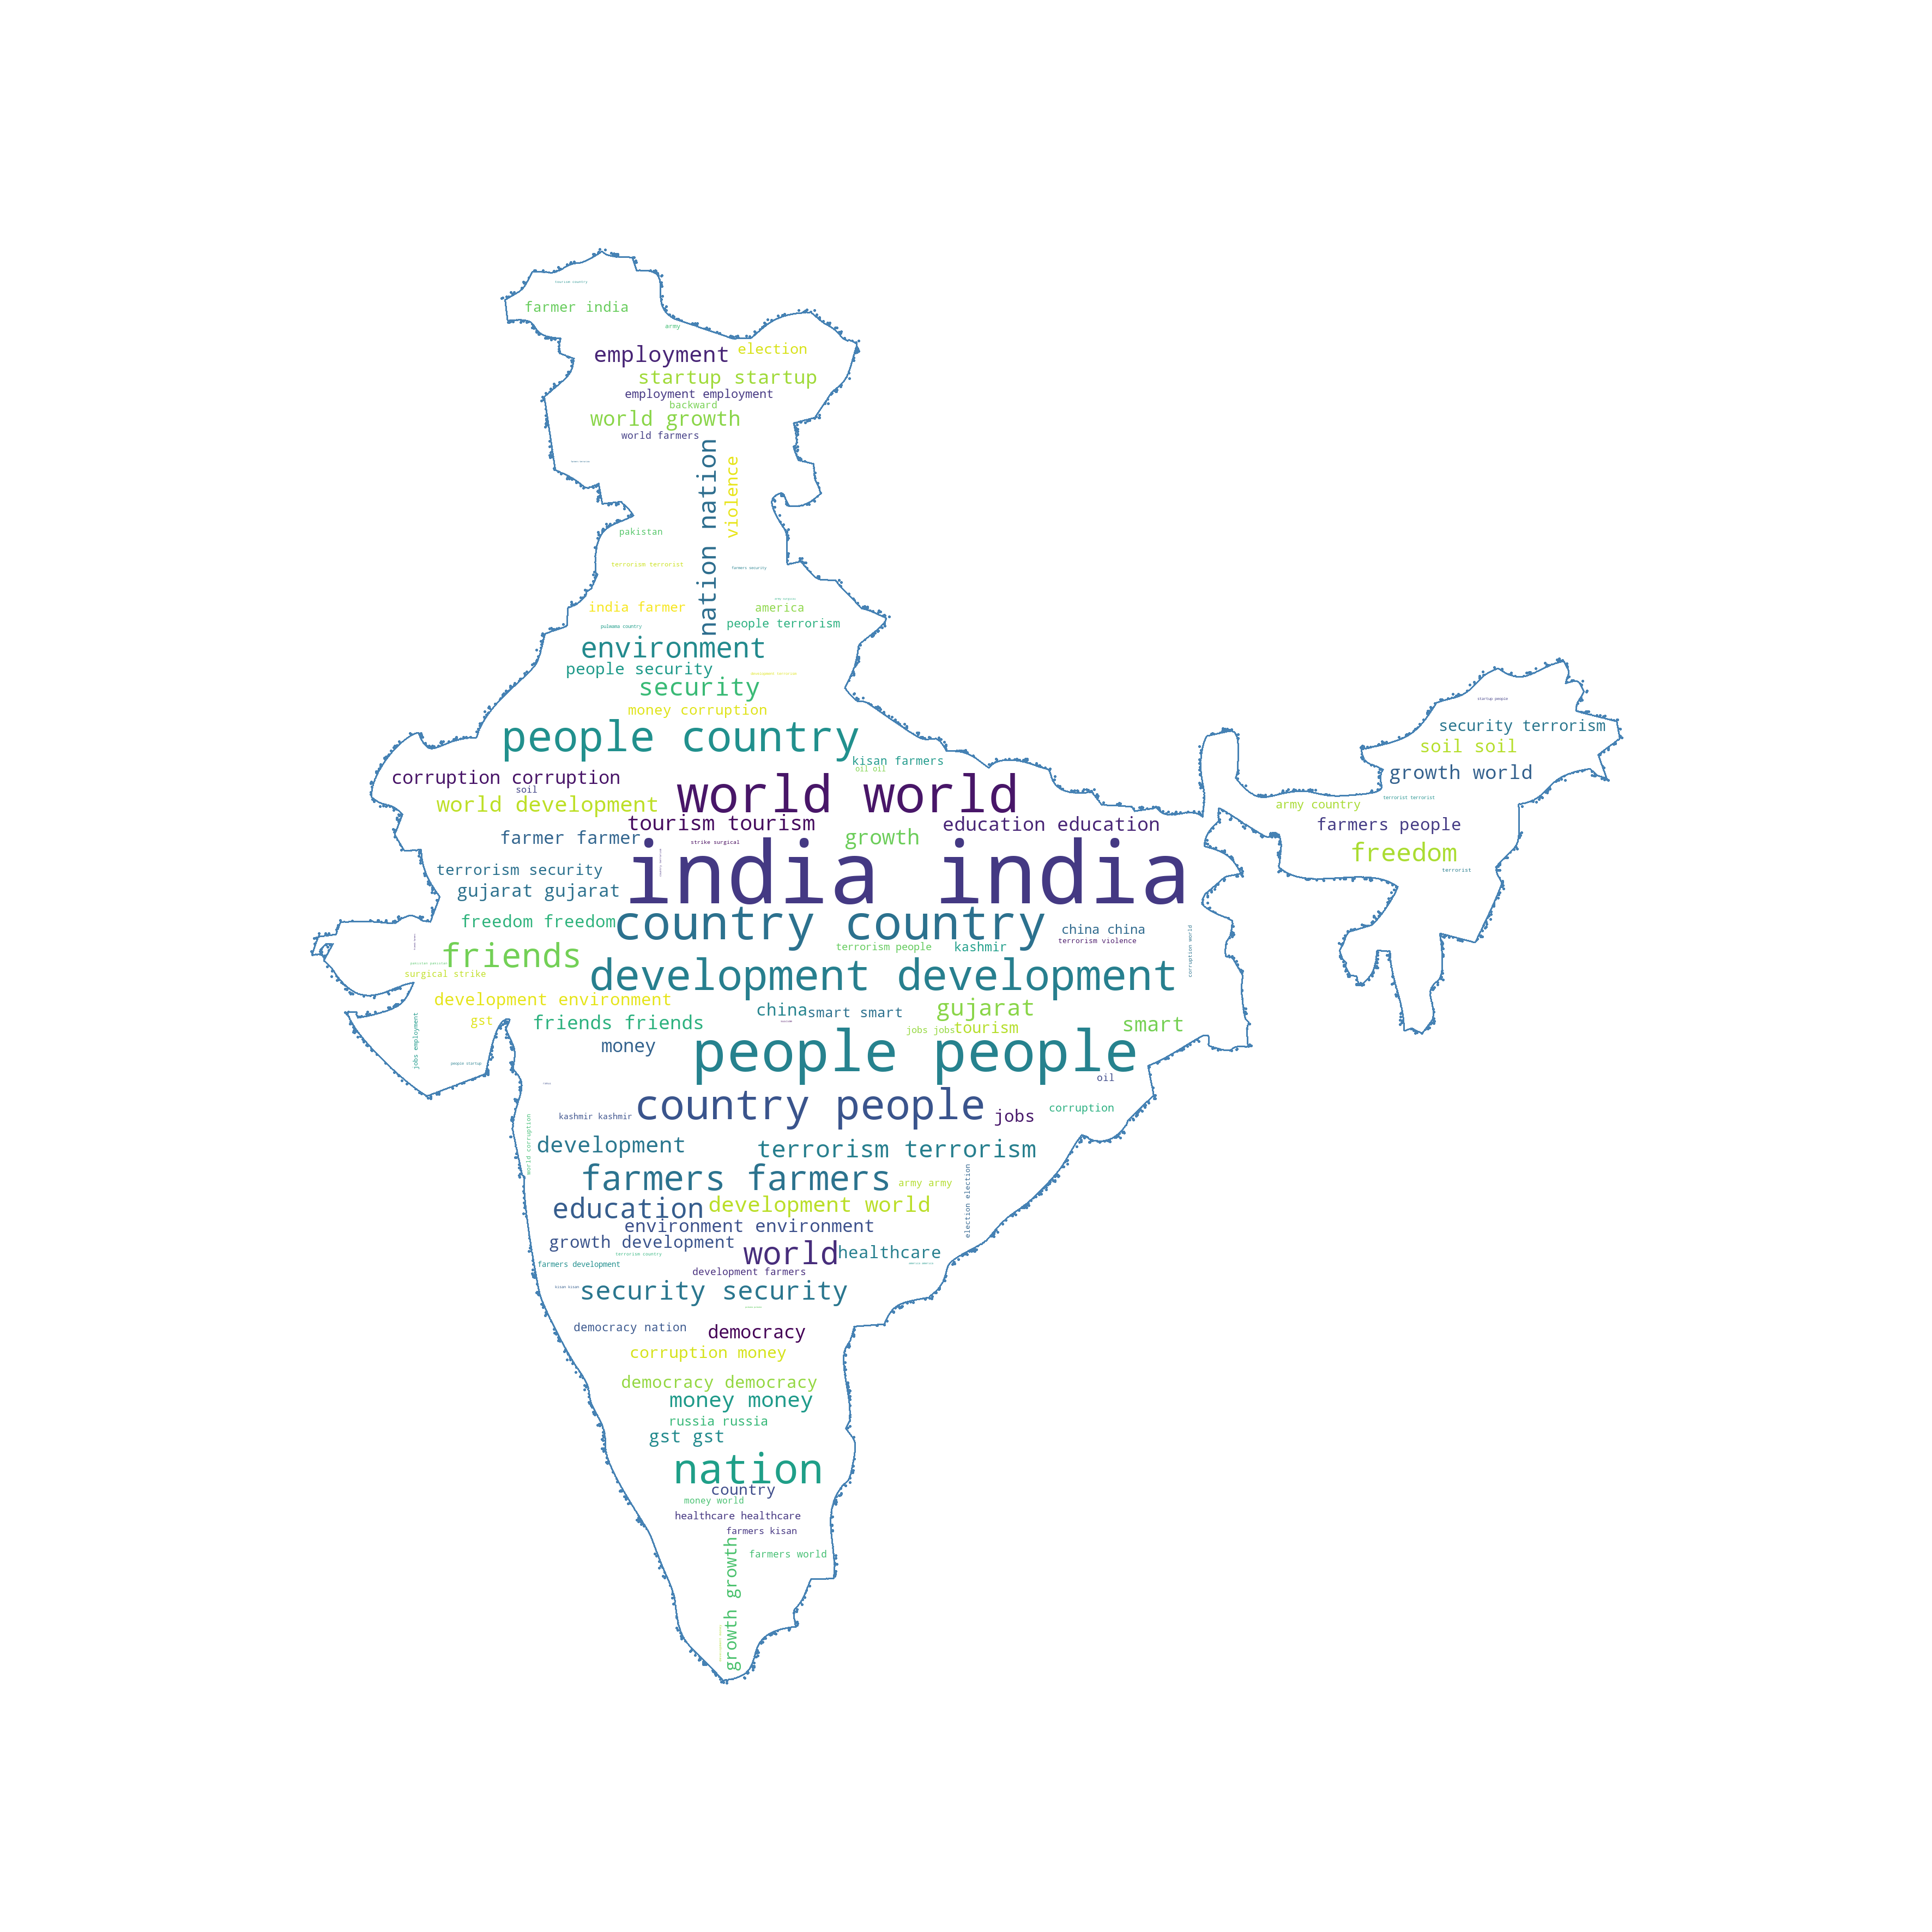 tourism country
farmer india
army
employment
election
startup startup
employment employment
backward
world growth
world farmers
nation nation
violence
pakistan
terrorism terrorist
farmers security
india farmer
america
people terrorism
pulwama country
environment
people security
development terrorism
security
money corruption
people country
kisan farmers
oil oil
corruption corruption
soil
world development
world world
tourism tourism
education education
farmer farmer
growth
strike surgical
terrorism security
india india
gujarat gujarat
freedom freedom
country country
china china
terrorism violence
friends
terrorism people
kashmir
corruption world
surgical strike
development development
development environment
china
smart smart
gujarat
gst
friends friends
jobs jobs
tourism
smart
money
people people
jobs employment
people startup
oil
kashmir kashmir
country people
jobs
corruption
world corruption
development
terrorism terrorism
farmers farmers
army army
election election
education
development world
environment environment
growth development
terrorism country
world
healthcare
farmers development
development farmers
america america
kisan kisan
security security
democracy nation
democracy
corruption money
democracy democracy
money money
russia russia
gst gst
nation
country
money world
healthcare healthcare
farmers kisan
growth growth
farmers world
startup people
security terrorism
soil soil
growth world
terrorist terrorist
army country
farmers people
freedom
terrorist